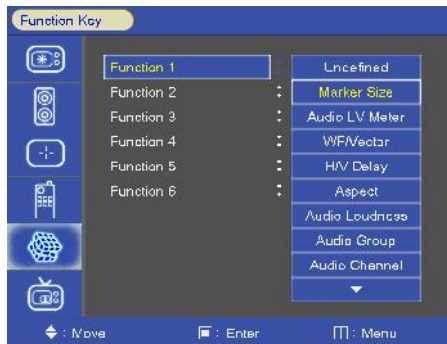 Function Key
Function 1
Function 2 :
Function 3 :
Function 4 :
Function 5 :
Function 6 :
Undefined
Marker Size
Audio LV Meter
WF/Vector
H/V Delay
Aspect
Audio Loudness
Audio Group
Audio Channel
: Move
: Enter
: Menu